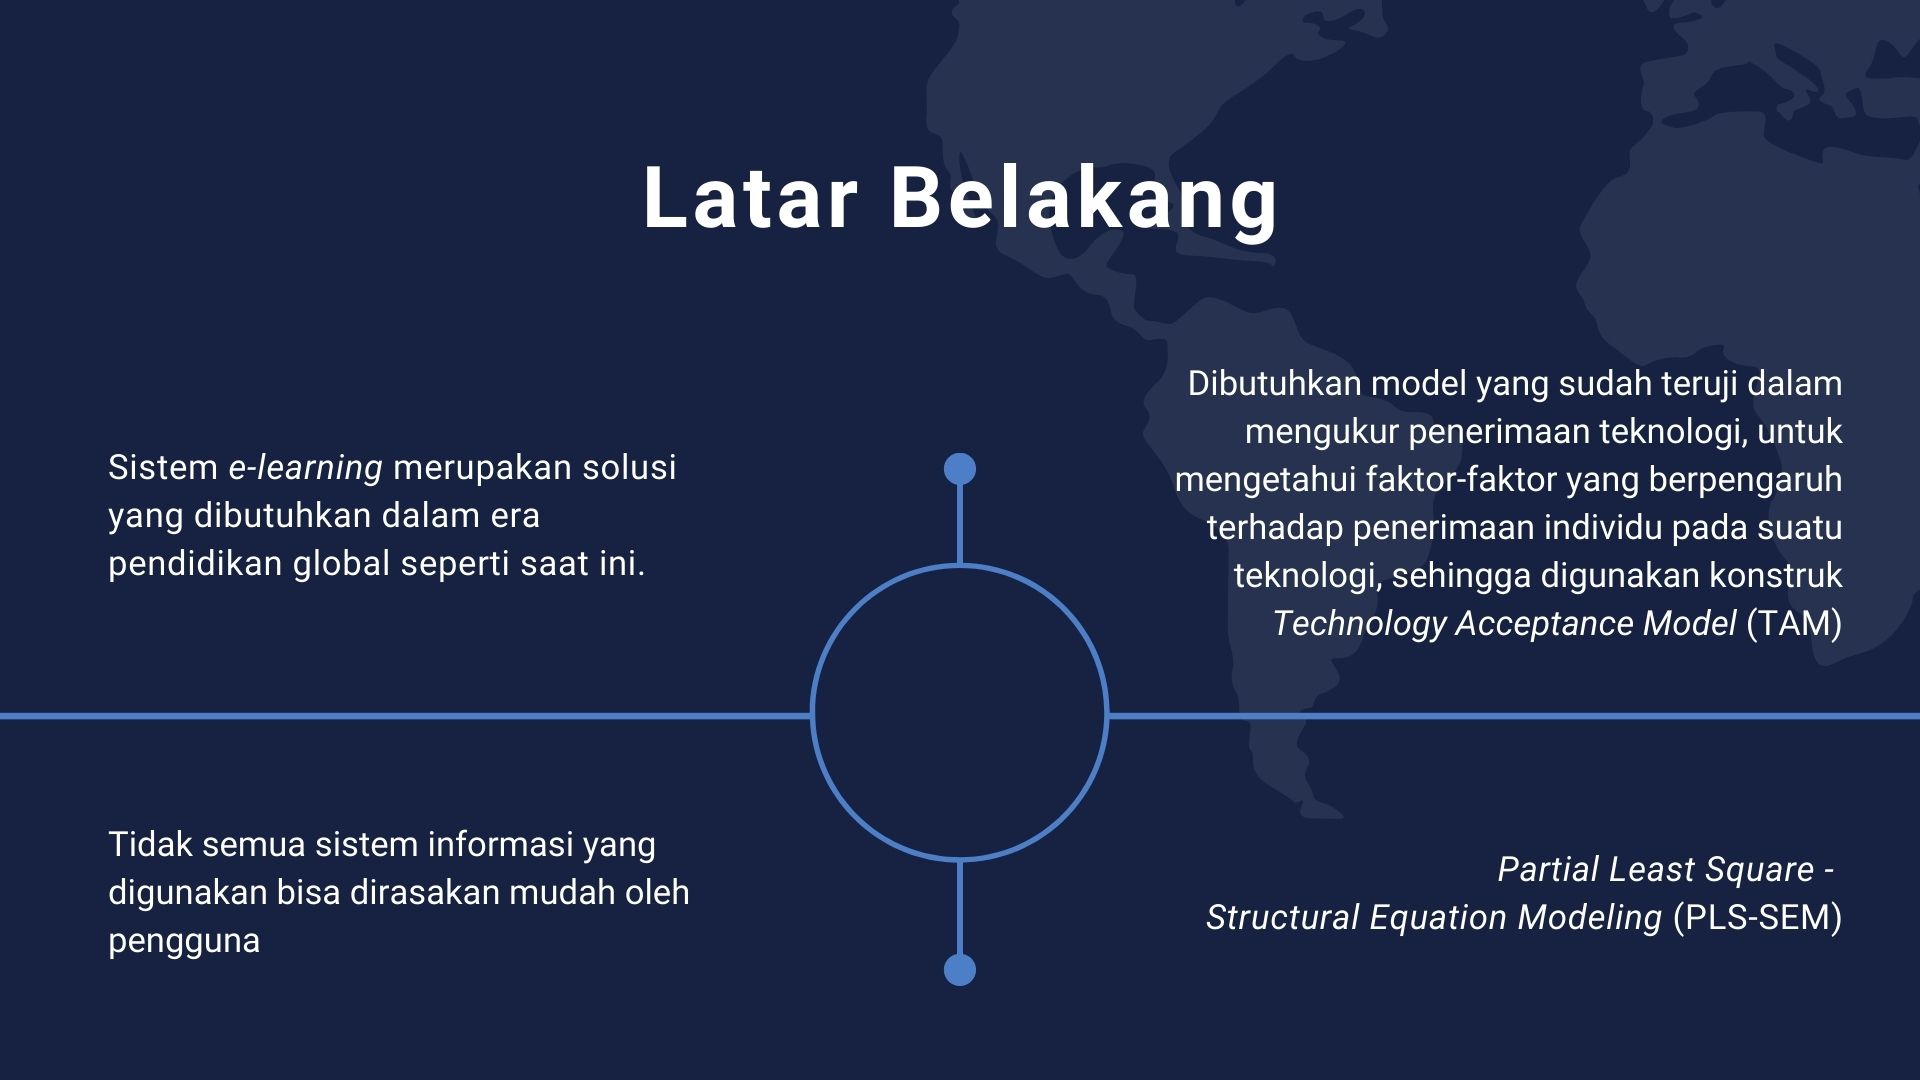 Latar Belakang
Sistem e-learning merupakan solusi
yang dibutuhkan dalam era
pendidikan global seperti saat ini.
Tidak semua sistem informasi yang
digunakan bisa dirasakan mudah oleh
pengguna
Dibutuhkan model yang sudah teruji dalam
mengukur penerimaan teknologi, untuk
mengetahui faktor-faktor yang berpengaruh
terhadap penerimaan individu pada suatu
teknologi, sehingga digunakan konstruk
Technology Acceptance Model (TAM)
Partial Least Square -
Structural Equation Modeling (PLS-SEM)